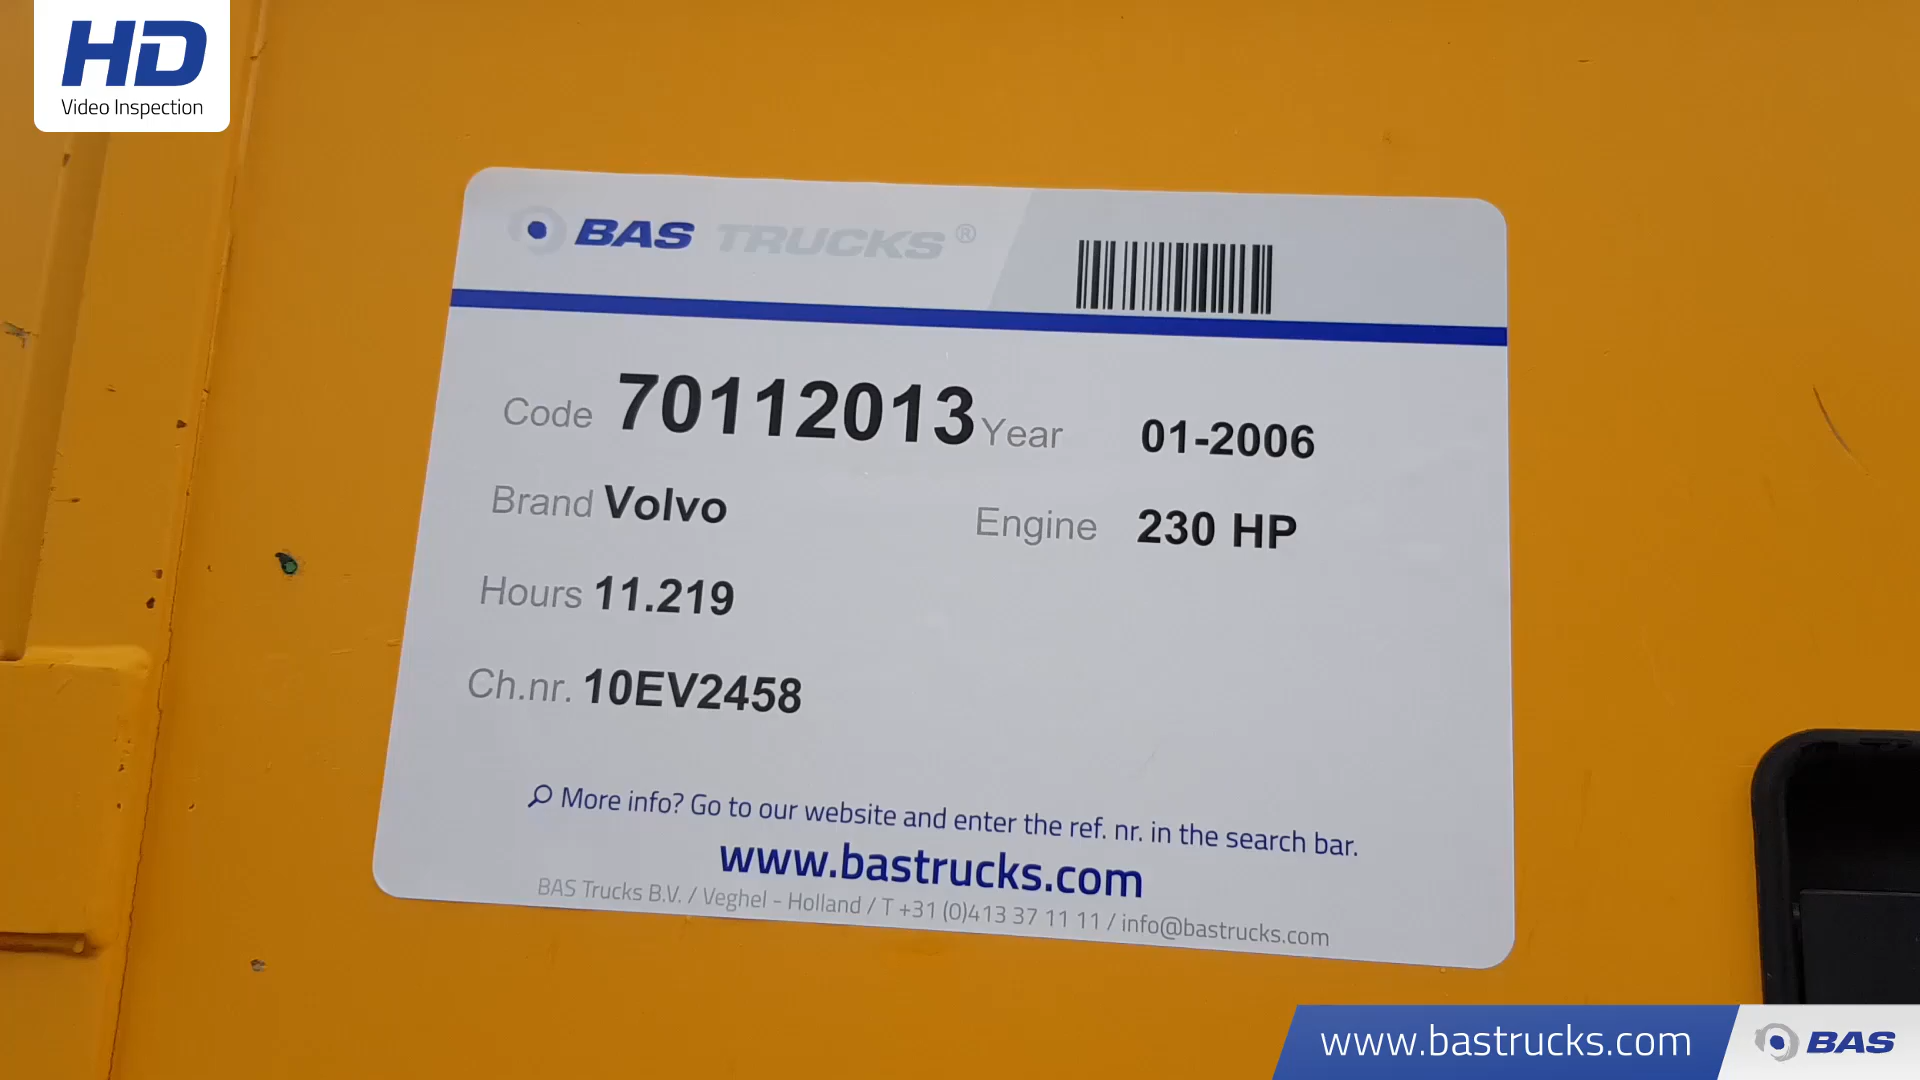 HD
Video Inspection
BAS TRUCKS®
Code 70112013 Year 01-2006
Brand Volvo Engine 230 HP
Hours 11.219
Ch.nr. 10EV2458
More info? Go to our website and enter the ref. nr. in the search bar.
www.bastrucks.com
BAS Trucks B.V. / Veghel - Holland / T +31 (0)413 37 11 11 / info@bastrucks.com
www.bastrucks.com BAS